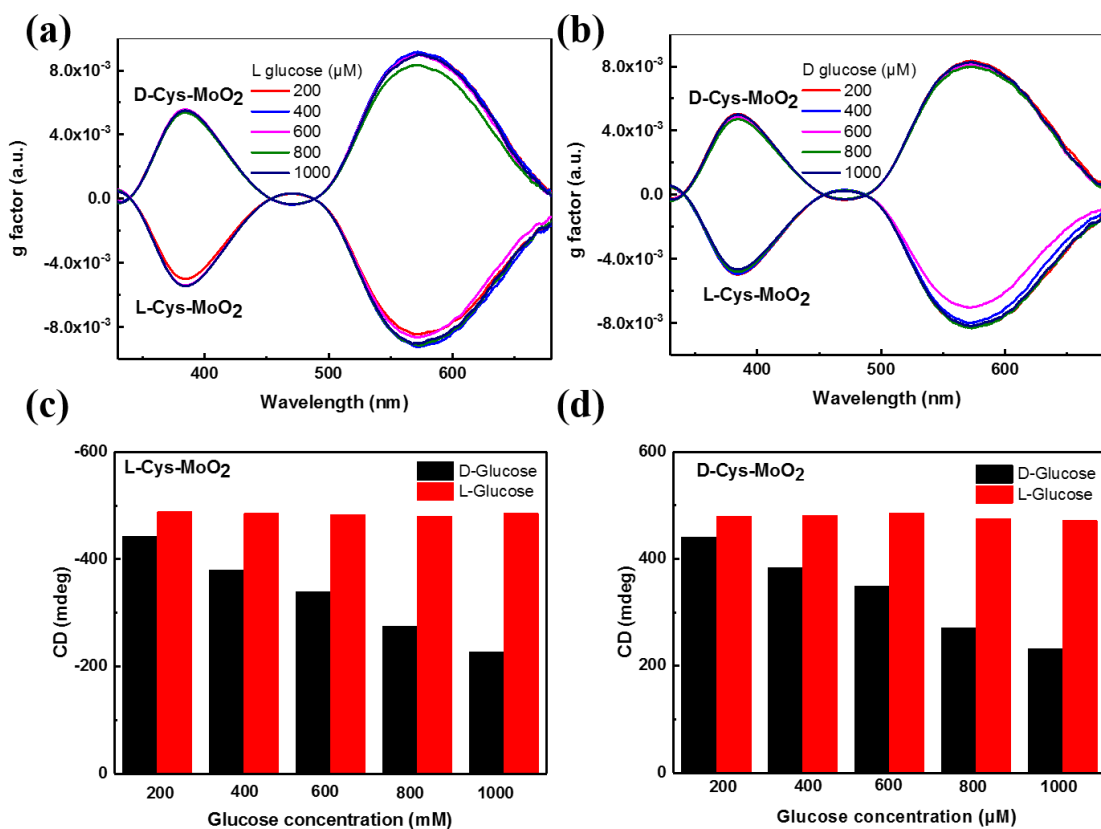 (a)
g factor (a.u.)
8.0x10⁻³
4.0x10⁻³
0.0
-4.0x10⁻³
-8.0x10⁻³
L glucose (µM)
200
400
600
800
1000
D-Cys-MoO₂
L-Cys-MoO₂
400 500 600
Wavelength (nm)
(b)
g factor (a.u.)
8.0x10⁻³
4.0x10⁻³
0.0
-4.0x10⁻³
-8.0x10⁻³
D glucose (µM)
200
400
600
800
1000
D-Cys-MoO₂
L-Cys-MoO₂
400 500 600
Wavelength (nm)
(c)
CD (mdeg)
-600
-400
-200
0
L-Cys-MoO₂
D-Glucose
L-Glucose
200 400 600 800 1000
Glucose concentration (mM)
(d)
CD (mdeg)
600
400
200
0
D-Cys-MoO₂
D-Glucose
L-Glucose
200 400 600 800 1000
Glucose concentration (µM)